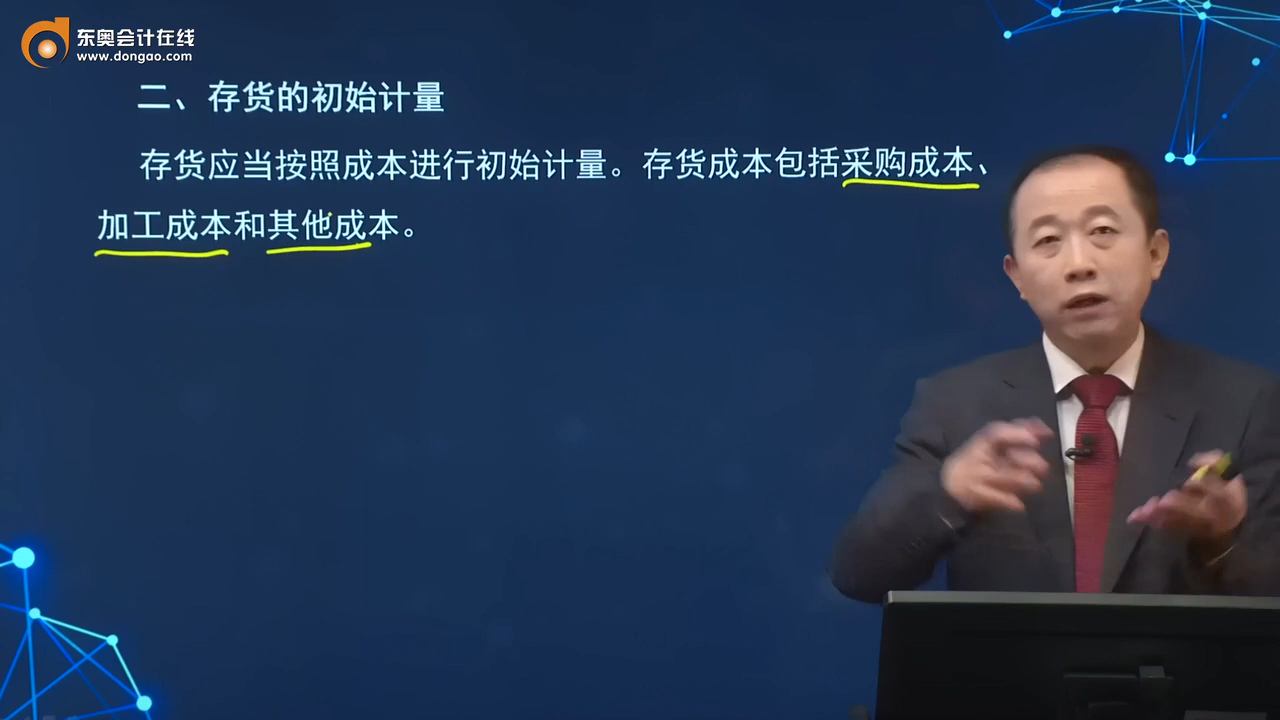 东奥会计在线
www.dongao.com
二、存货的初始计量
存货应当按照成本进行初始计量。存货成本包括采购成本、
加工成本和其他成本。